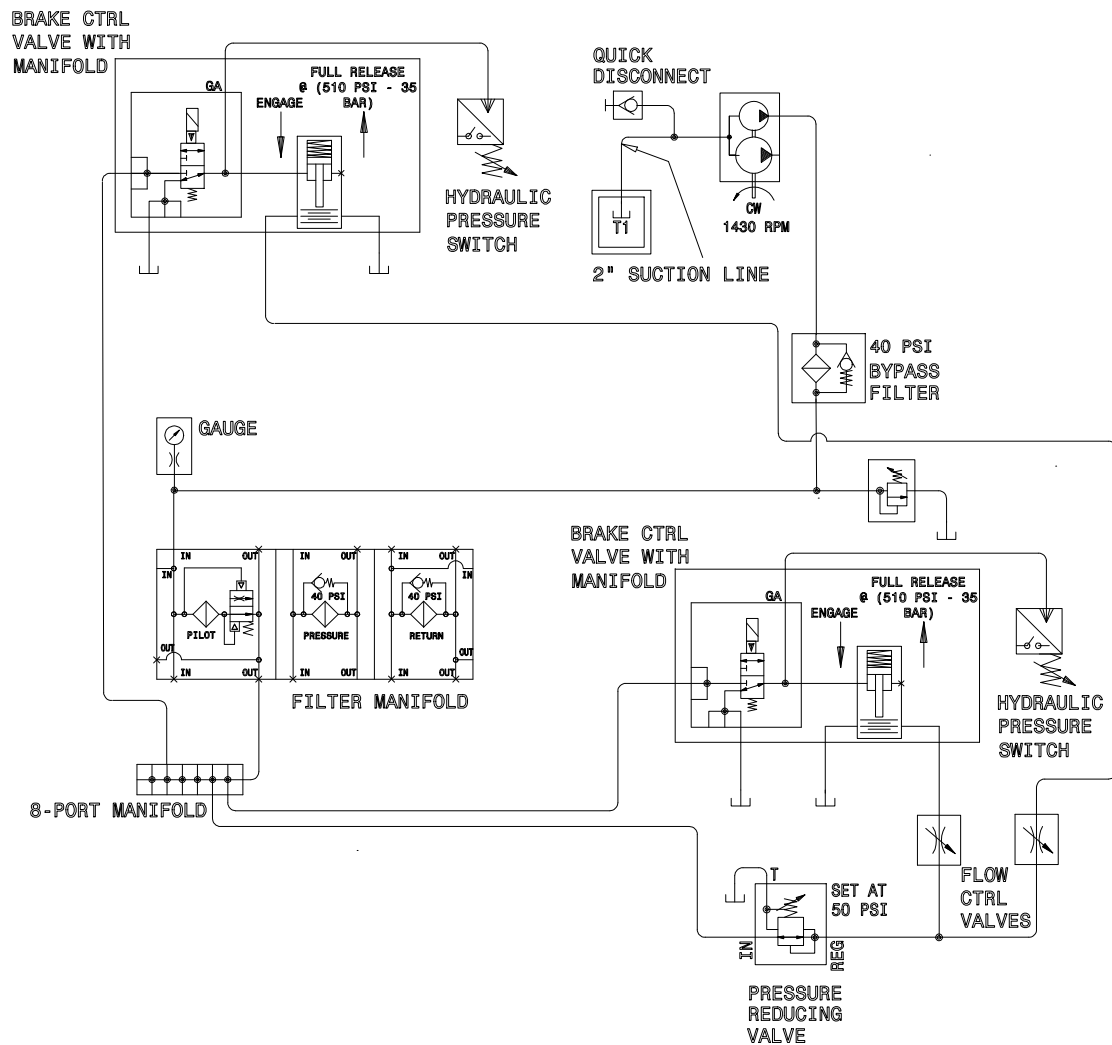 BRAKE CTRL
VALVE WITH
MANIFOLD
GA
FULL RELEASE
@ (510 PSI - 35
BAR)
ENGAGE
HYDRAULIC
PRESSURE
SWITCH
QUICK
DISCONNECT
T1
CW
1430 RPM
2" SUCTION LINE
40 PSI
BYPASS
FILTER
GAUGE
IN
OUT
IN
PILOT
OUT
IN
OUT
IN
OUT
40 PSI
PRESSURE
IN
OUT
IN
OUT
IN
40 PSI
RETURN
OUT
IN
OUT
FILTER MANIFOLD
8-PORT MANIFOLD
BRAKE CTRL
VALVE WITH
MANIFOLD
GA
FULL RELEASE
@ (510 PSI - 35
BAR)
ENGAGE
HYDRAULIC
PRESSURE
SWITCH
FLOW
CTRL
VALVES
T
SET AT
50 PSI
IN
REG
PRESSURE
REDUCING
VALVE